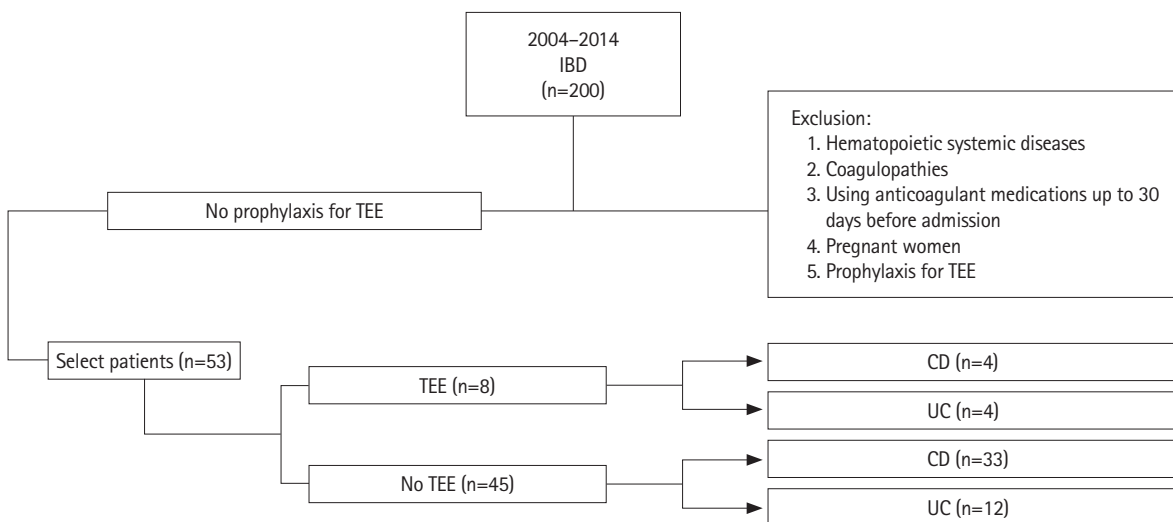 2004–2014
IBD
(n=200)
Exclusion:
1. Hematopoietic systemic diseases
2. Coagulopathies
3. Using anticoagulant medications up to 30
days before admission
4. Pregnant women
5. Prophylaxis for TEE
No prophylaxis for TEE
Select patients (n=53)
TEE (n=8)
CD (n=4)
UC (n=4)
No TEE (n=45)
CD (n=33)
UC (n=12)